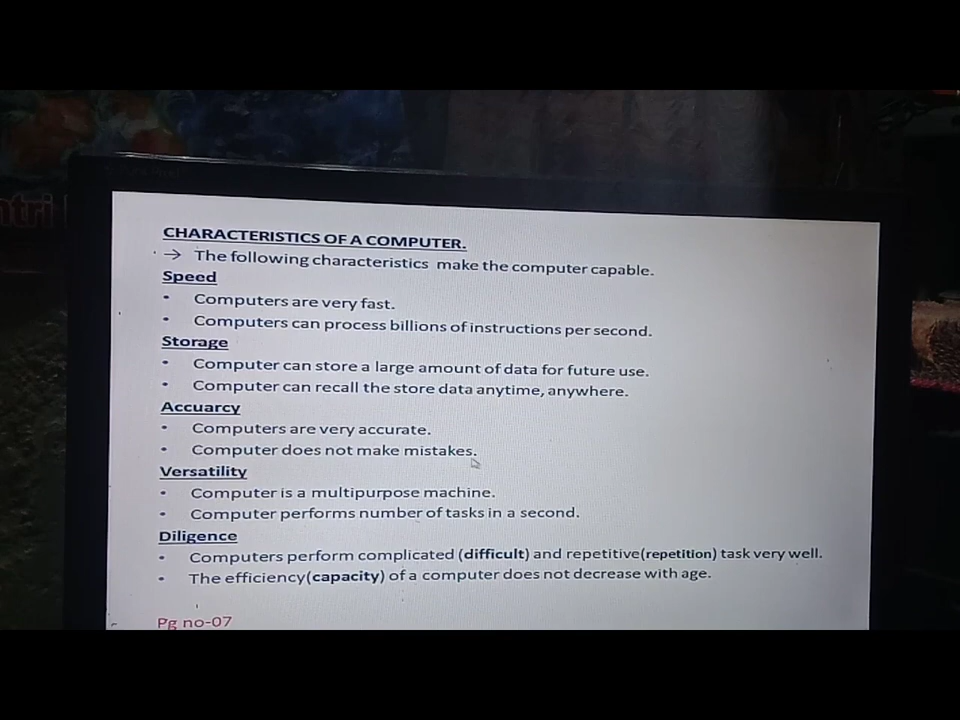 CHARACTERISTICS OF A COMPUTER.
→ The following characteristics make the computer capable.
Speed
• Computers are very fast.
• Computers can process billions of instructions per second.
Storage
• Computer can store a large amount of data for future use.
• Computer can recall the store data anytime, anywhere.
Accuarcy
• Computers are very accurate.
• Computer does not make mistakes.
Versatility
• Computer is a multipurpose machine.
• Computer performs number of tasks in a second.
Diligence
• Computers perform complicated (difficult) and repetitive(repetition) task very well.
• The efficiency(capacity) of a computer does not decrease with age.
Pg no-07